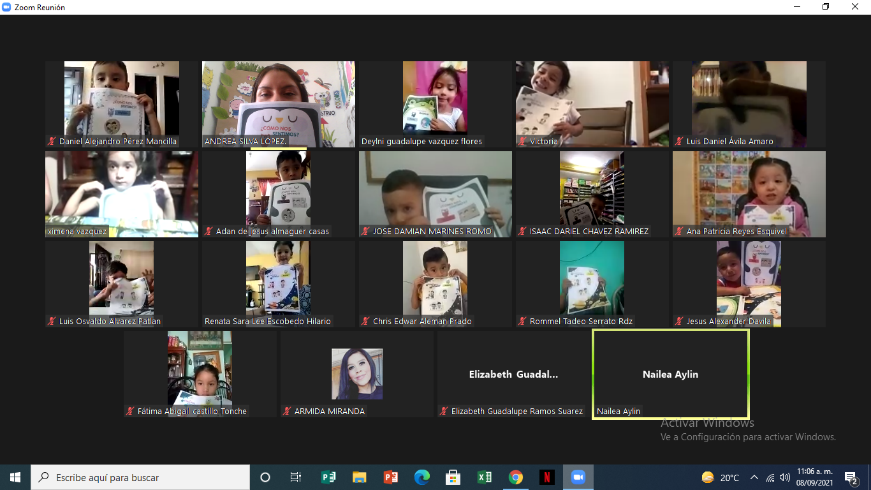 Zoom Reunión
Daniel Alejandro Pérez Mancilla
ANDREA SILVA LÓPEZ.
Deylni guadalupe vazquez flores
Victoria
Luis Daniel Ávila Amaro
ximena vazquez
Adan de jesus almaguer casas
JOSE DAMIAN MARINES ROMO
ISAAC DARIEL CHAVEZ RAMIREZ
Ana Patricia Reyes Esquivel
Luis Osvaldo Alvarez Pabian
Renata Sara Lee Escobedo Hilario
Chris Edwar Aleman Prado
Rommel Tadeo Serrato Rdz
Jesus Alexander Davila
Fátima Abigail castillo Tonche
ARMIDA MIRANDA
Elizabeth Guadal...
Elizabeth Guadalupe Ramos Suarez
Nailea Aylin
Nailea Aylin
Activar Windows
Ve a Configuración para activar Windows.
Escribe aquí para buscar
20°C
11:06 a. m.
08/09/2021
2